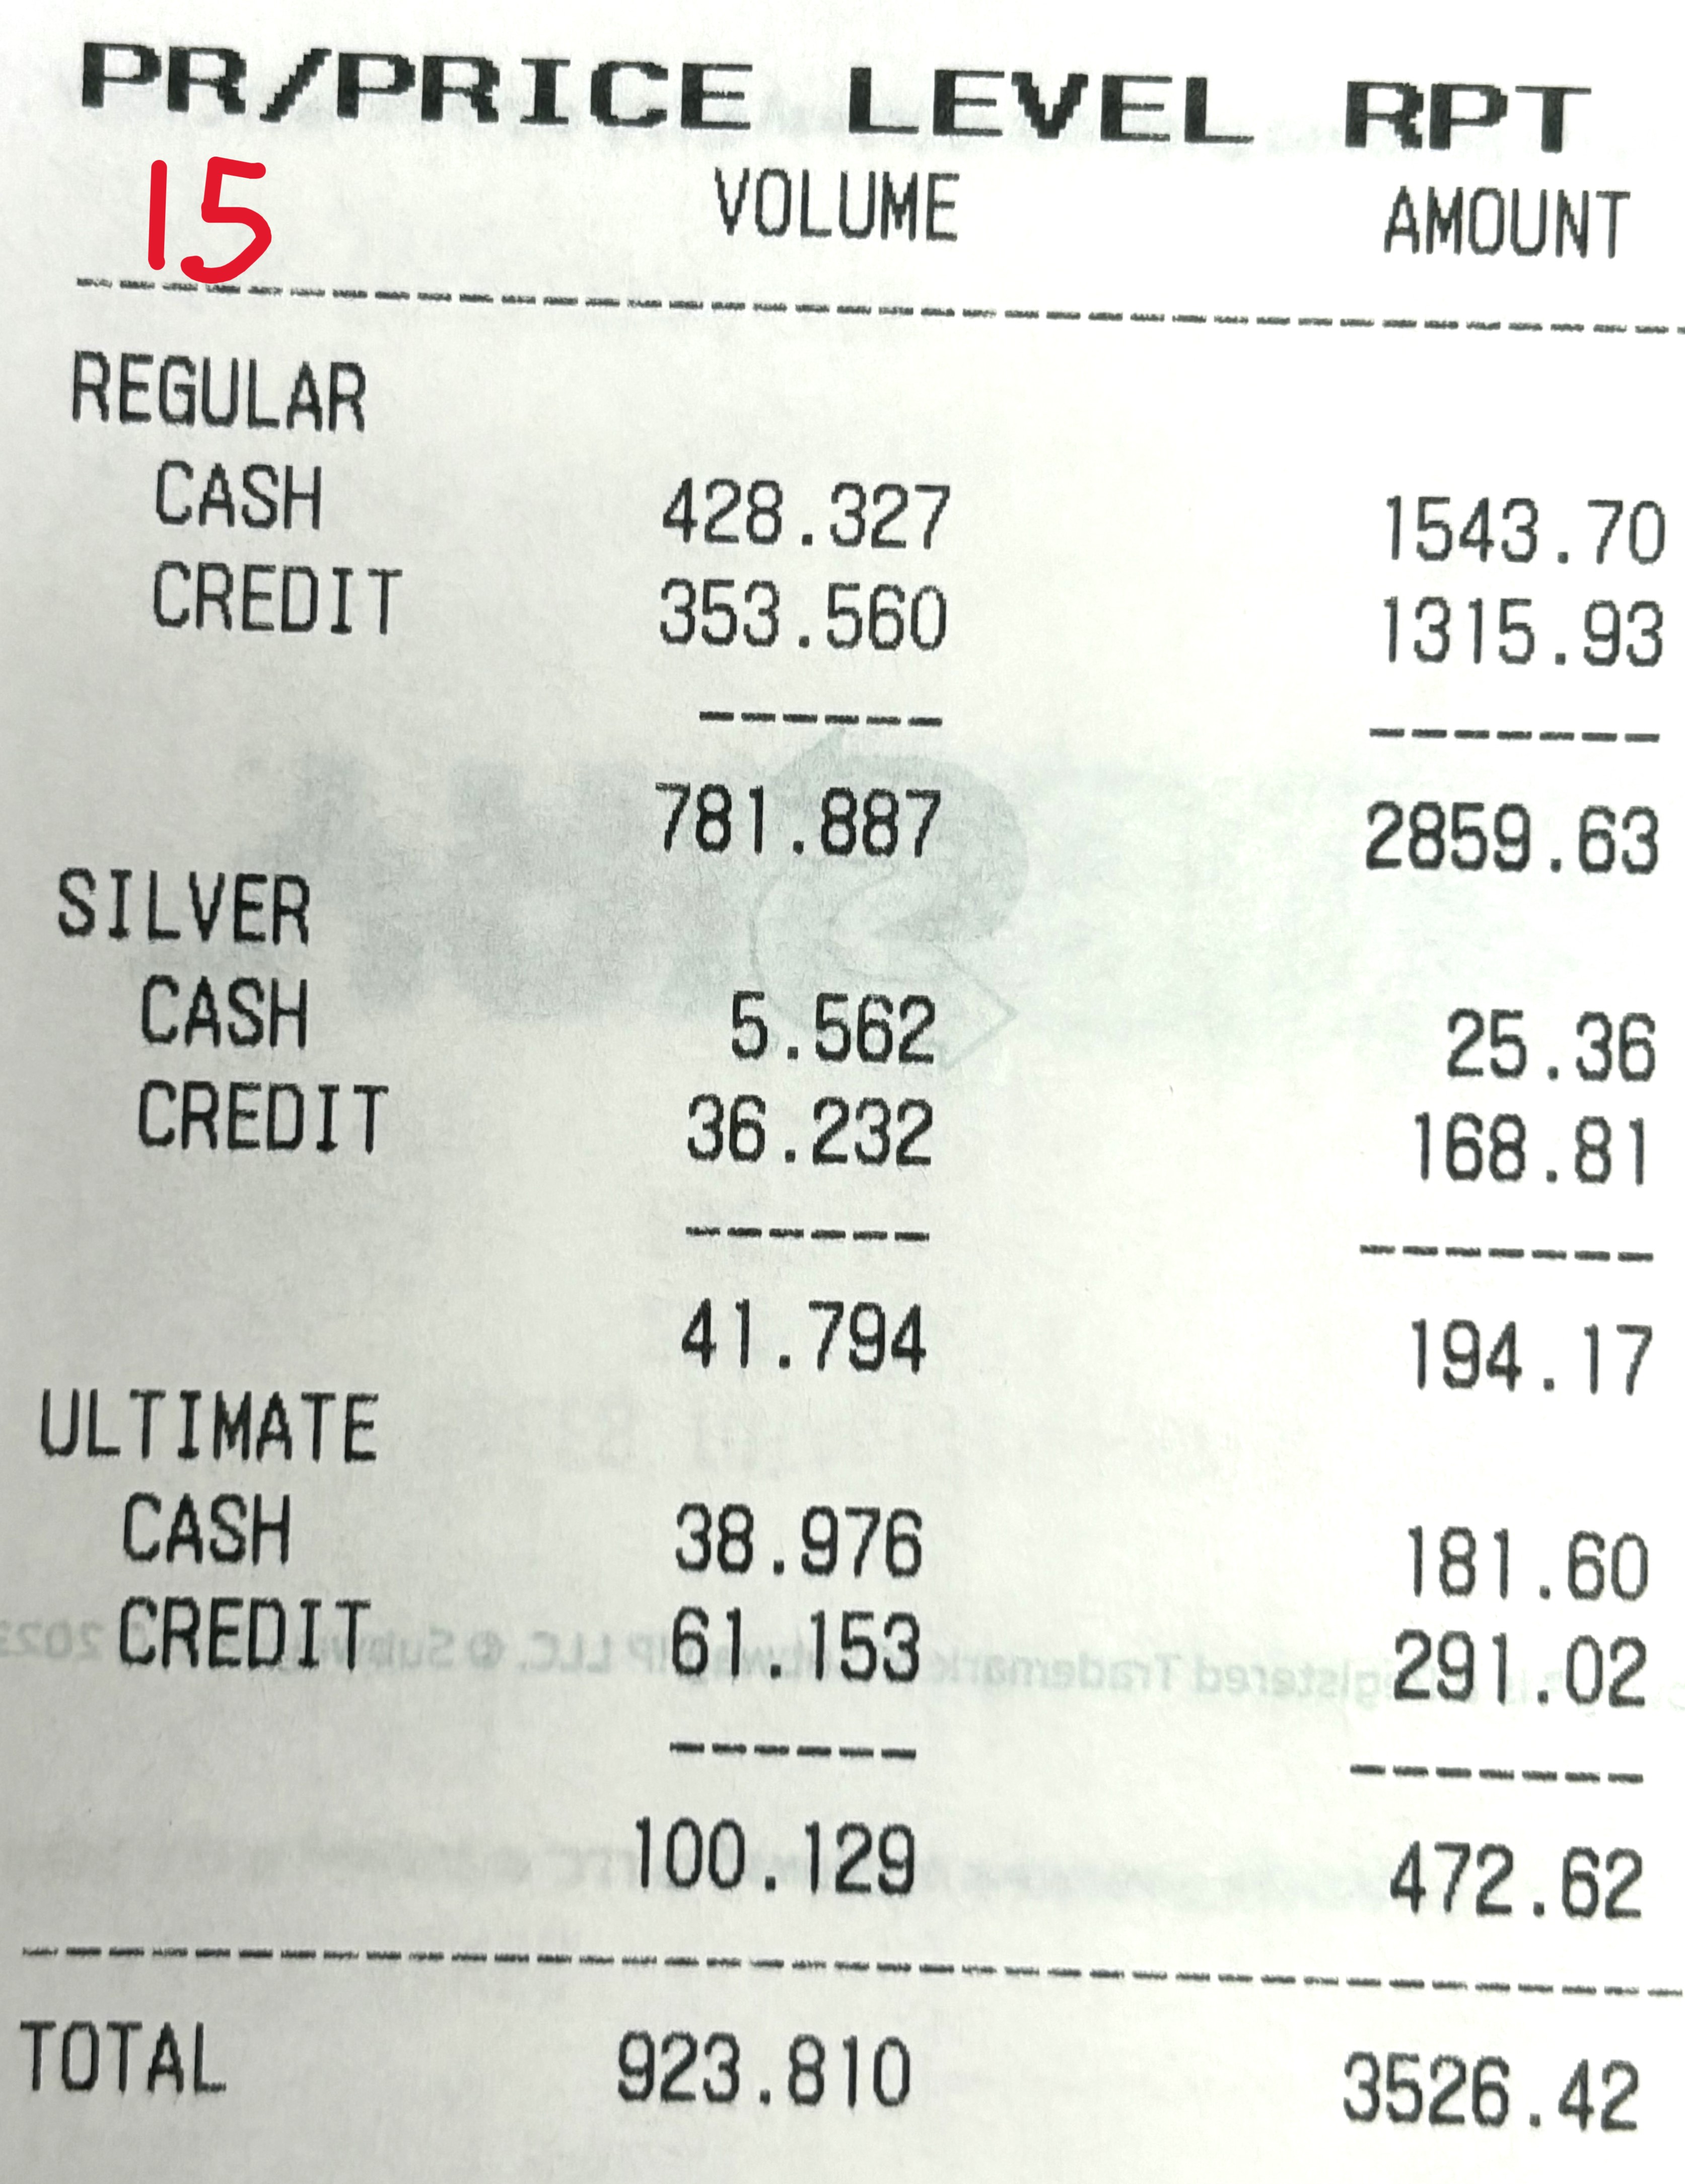 PR/PRICE LEVEL RPT
15 VOLUME AMOUNT
REGULAR
CASH 428.327 1543.70
CREDIT 353.560 1315.93
781.887 2859.63
SILVER
CASH 5.562 25.36
CREDIT 36.232 168.81
41.794 194.17
ULTIMATE
CASH 38.976 181.60
CREDIT 61.153 291.02
100.129 472.62
TOTAL 923.810 3526.42